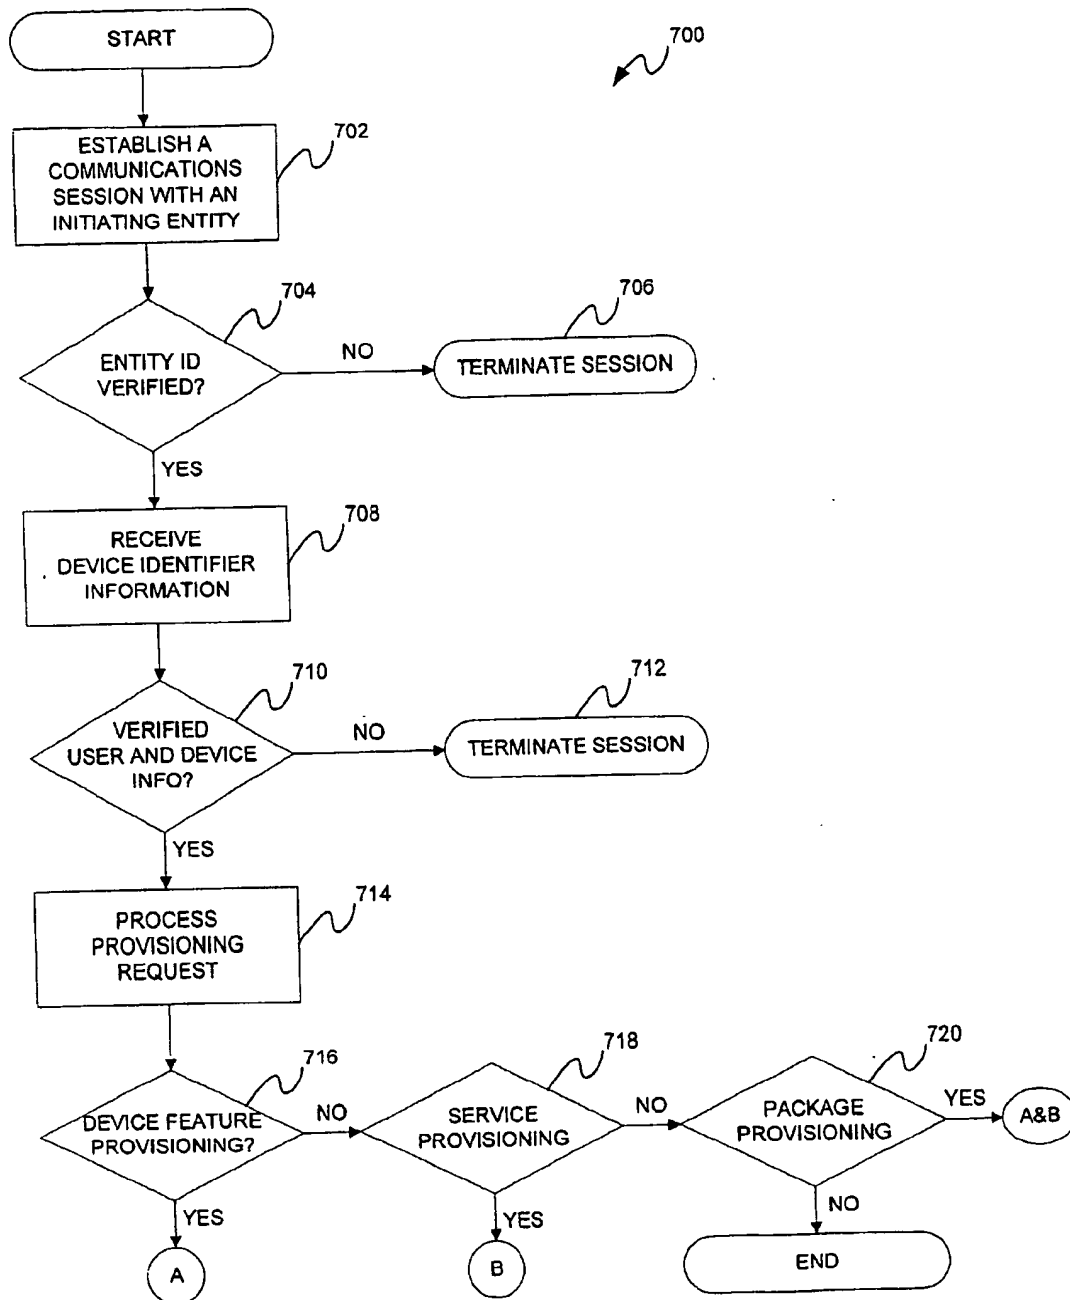 START
700
ESTABLISH A
COMMUNICATIONS
SESSION WITH AN
INITIATING ENTITY
702
704
ENTITY ID
VERIFIED?
NO
706
TERMINATE SESSION
YES
RECEIVE
DEVICE IDENTIFIER
INFORMATION
708
710
VERIFIED
USER AND DEVICE
INFO?
NO
712
TERMINATE SESSION
YES
PROCESS
PROVISIONING
REQUEST
714
716
DEVICE FEATURE
PROVISIONING?
NO
718
SERVICE
PROVISIONING
NO
720
PACKAGE
PROVISIONING
YES
A&B
YES
A
YES
B
NO
END